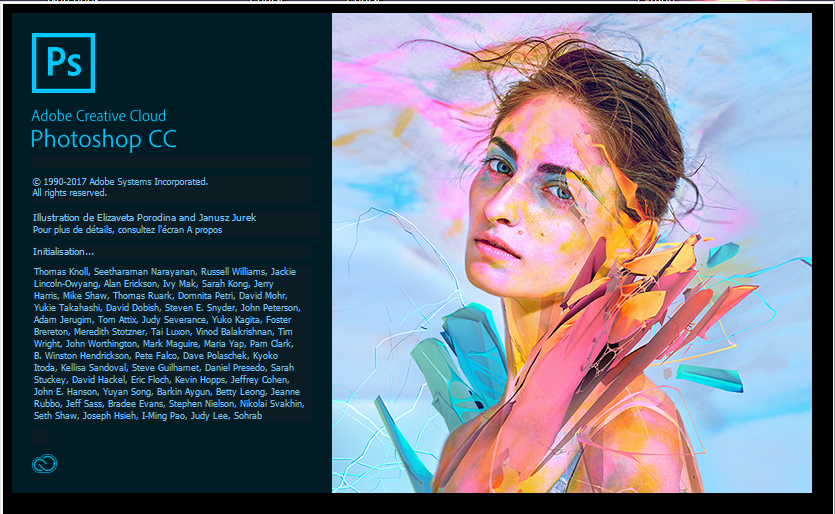 Ps
Adobe Creative Cloud
Photoshop CC
© 1990-2017 Adobe Systems Incorporated.
All rights reserved.
Illustration de Elizaveta Porodina and Janusz Jurek
Pour plus de détails, consultez l'écran A propos
Initialisation...
Thomas Knoll, Seetharaman Narayanan, Russell Williams, Jackie
Lincoln-Owyang, Alan Erickson, Ivy Mak, Sarah Kong, Jerry
Harris, Mike Shaw, Thomas Ruark, Domnita Petri, David Mohr,
Yukie Takahashi, David Dobish, Steven E. Snyder, John Peterson,
Adam Jerugim, Tom Attix, Judy Severance, Yuko Kagita, Foster
Brereton, Meredith Stotzner, Tai Luxon, Vinod Balakrishnan, Tim
Wright, John Worthington, Mark Maguire, Maria Yap, Pam Clark,
B. Winston Hendrickson, Pete Falco, Dave Polaschek, Kyoko
Itoda, Kellisa Sandoval, Steve Guilhamet, Daniel Presedo, Sarah
Stuckey, David Hackel, Eric Floch, Kevin Hopps, Jeffrey Cohen,
John E. Hanson, Yuyan Song, Barkin Aygun, Betty Leong, Jeanne
Rubbo, Jeff Sass, Bradee Evans, Stephen Nielson, Nikolai Svakhin,
Seth Shaw, Joseph Hsieh, I-Ming Pao, Judy Lee, Sohrab